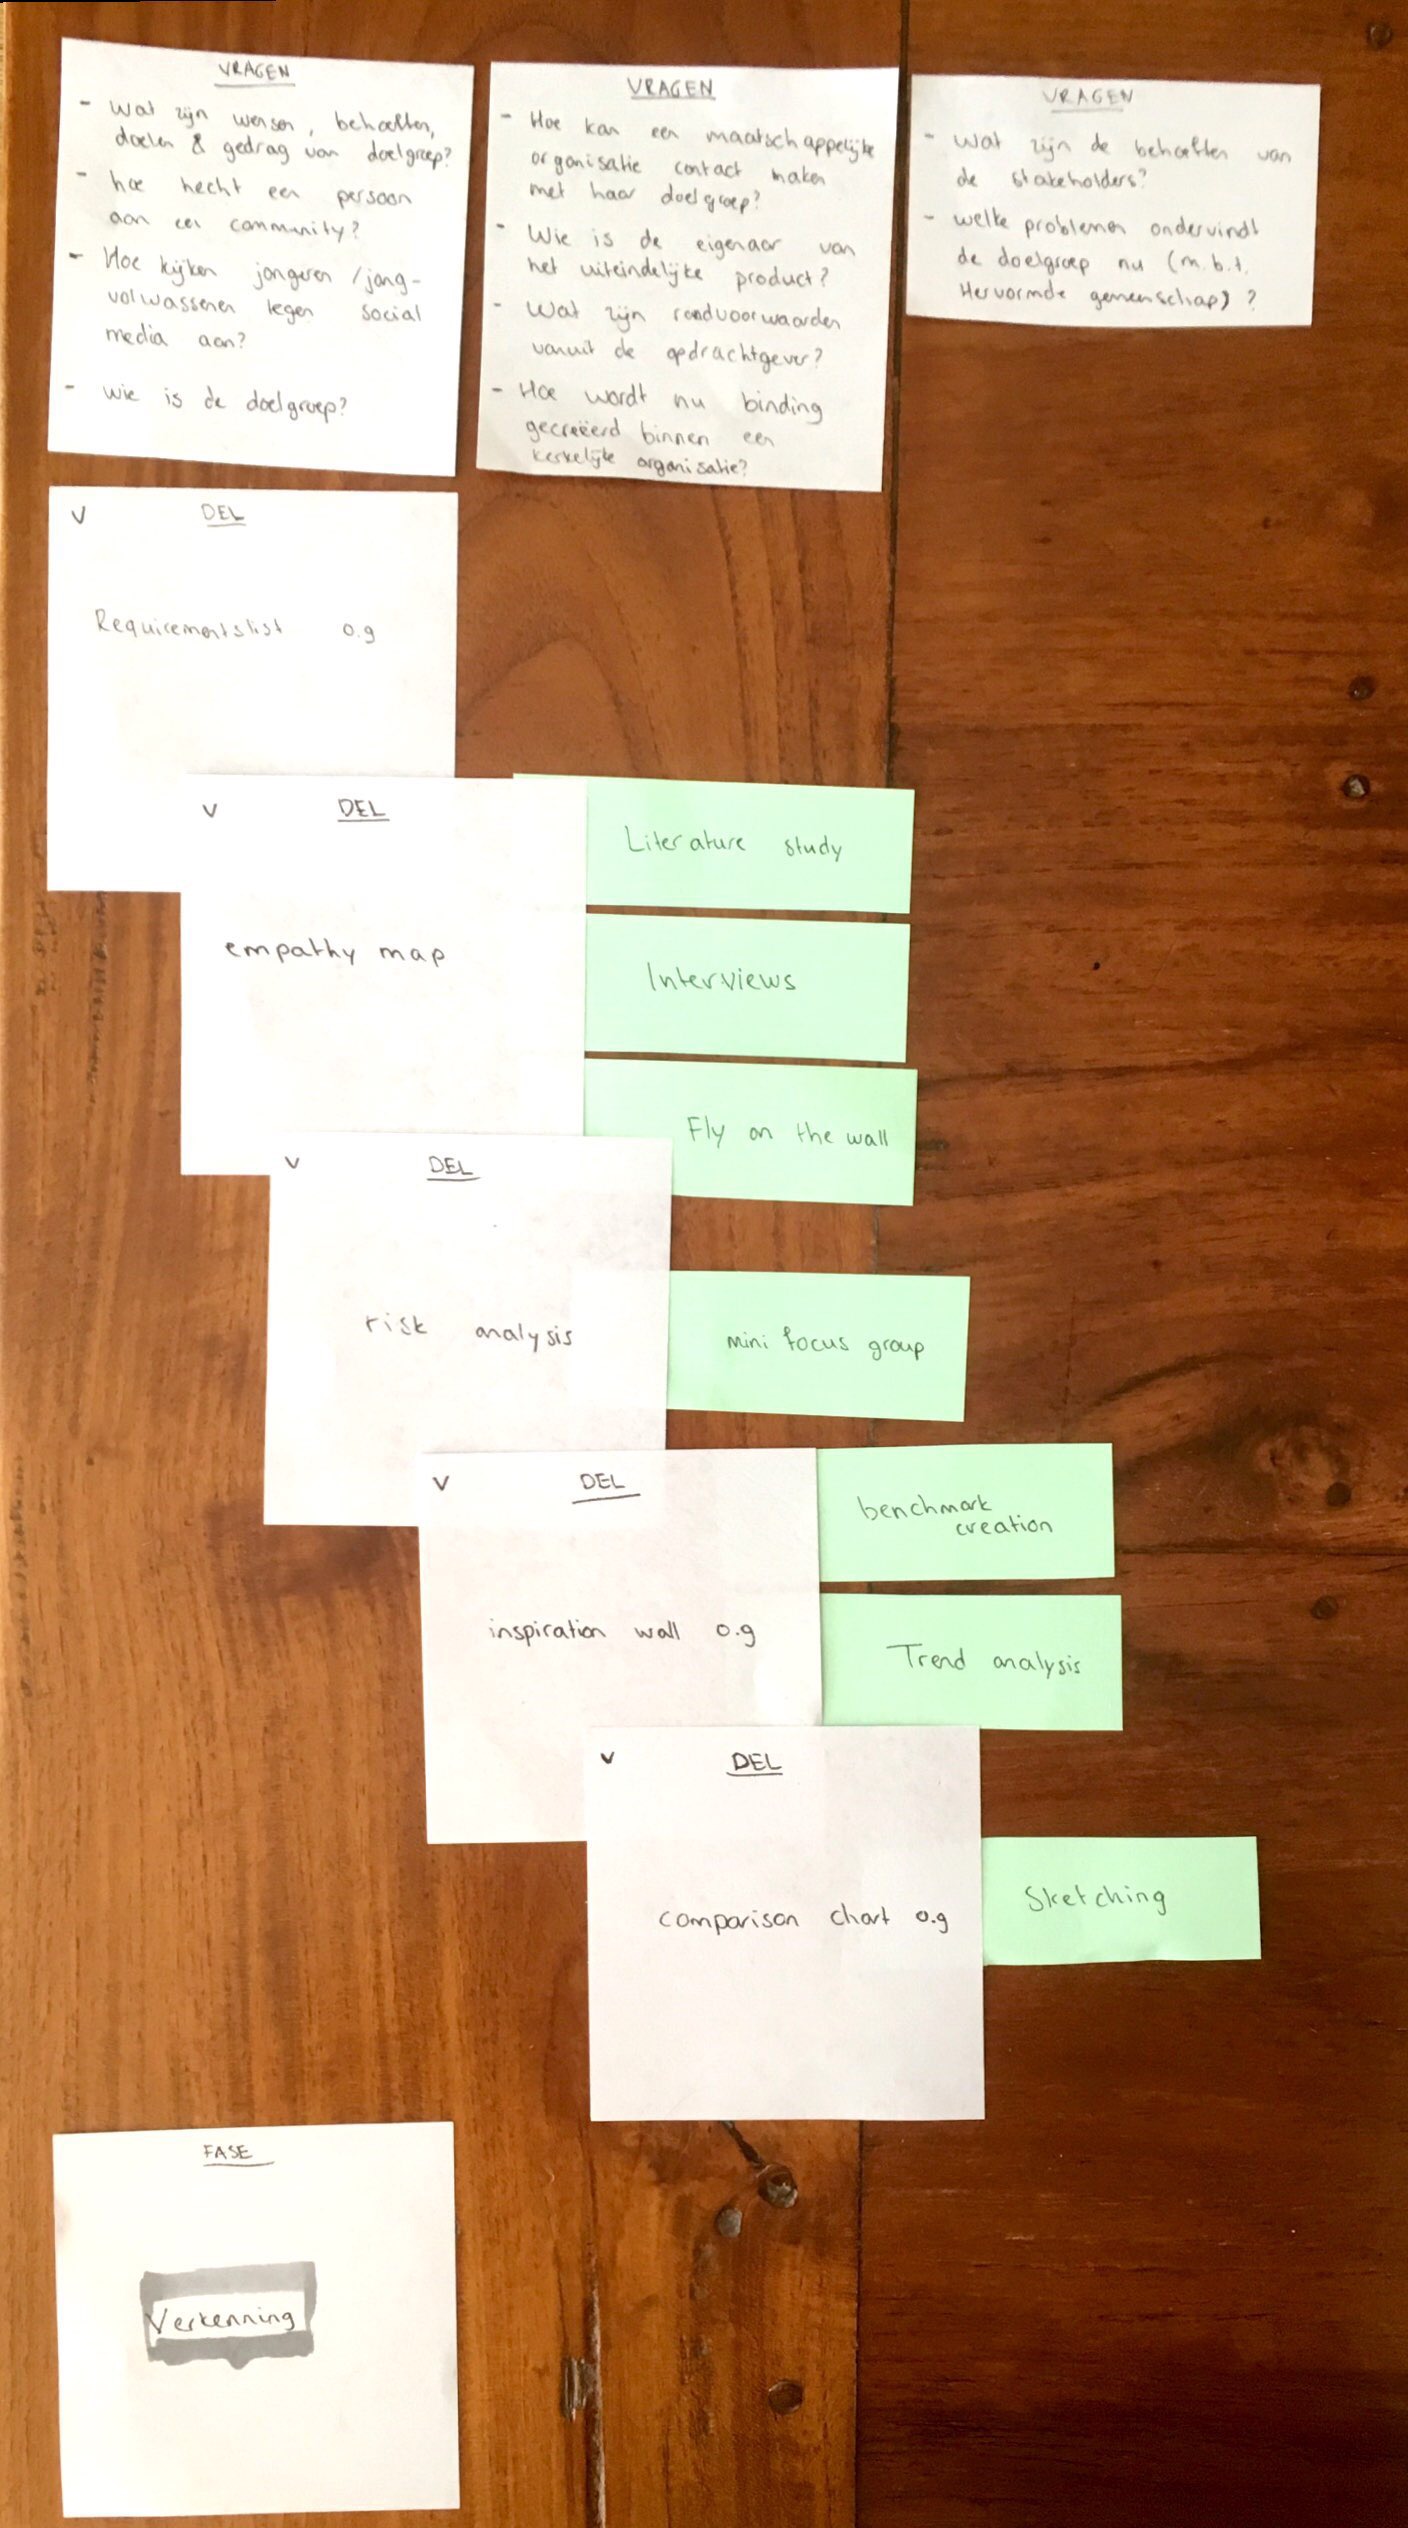 VRAGEN
- Wat zijn wensen, behoeften,
doelen & gedrag van doelgroep?
- hoe hecht een persoon
aan een community?
- Hoe kijken jongeren / jong-
volwassenen tegen social
media aan?
- wie is de doelgroep?
VRAGEN
- Hoe kan een maatschappelijke
organisatie contact maken
met haar doelgroep?
- Wie is de eigenaar van
het uiteindelijke product?
- Wat zijn randvoorwaarden
vanuit de opdrachtgever?
- Hoe wordt nu binding
gecreëerd binnen een
kerkelijke organisatie?
VRAGEN
- Wat zijn de behoeften van
de stakeholders?
- welke problemen ondervindt
de doelgroep nu (m.b.t.
Hervormde gemeenschap) ?
V DEL
Requirementslist o.g
V DEL
empathy map
Literature study
Interviews
Fly on the wall
V DEL
risk analysis
mini focus group
V DEL
inspiration wall o.g
benchmark
creation
Trend analysis
V DEL
comparison chart o.g
Sketching
FASE
Verkenning